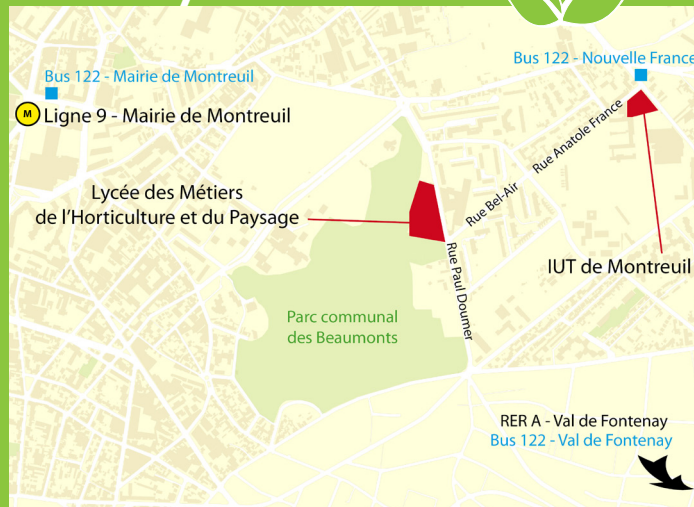 Bus 122 - Nouvelle France
Bus 122 - Mairie de Montreuil
M
Ligne 9 - Mairie de Montreuil
Rue Anatole France
Lycée des Métiers
de l'Horticulture et du Paysage
Rue Bel-Air
IUT de Montreuil
Rue Paul Doumer
Parc communal
des Beaumonts
RER A - Val de Fontenay
Bus 122 - Val de Fontenay